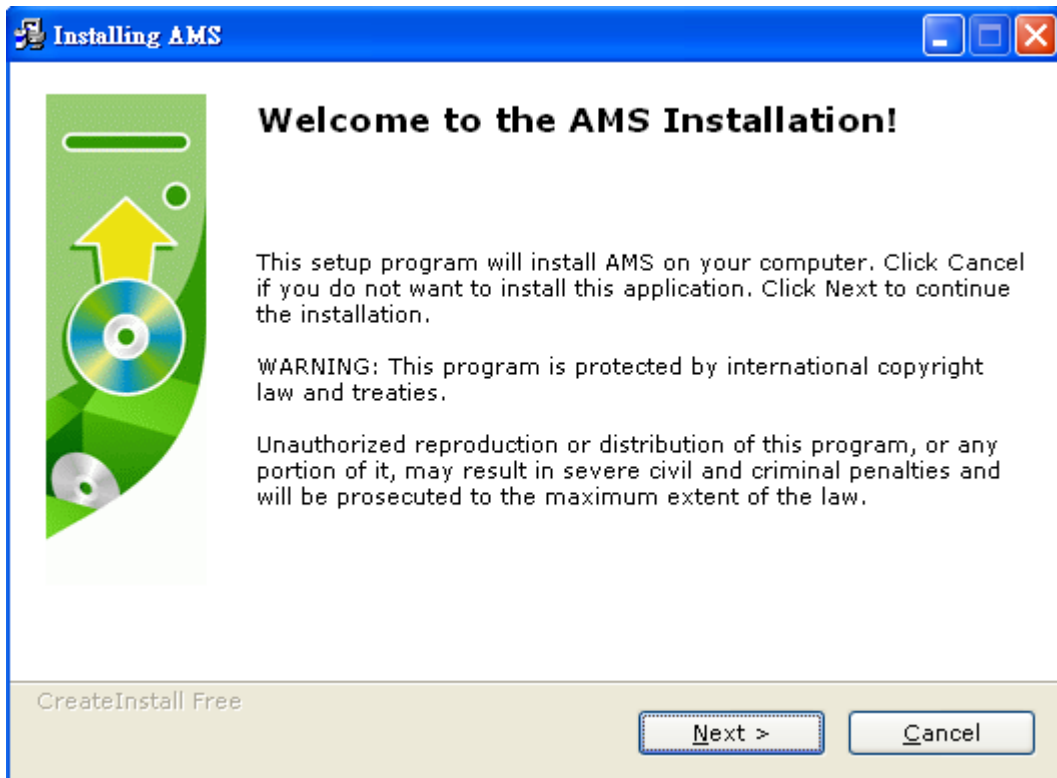 Installing AMS
Welcome to the AMS Installation!
This setup program will install AMS on your computer. Click Cancel
if you do not want to install this application. Click Next to continue
the installation.
WARNING: This program is protected by international copyright
law and treaties.
Unauthorized reproduction or distribution of this program, or any
portion of it, may result in severe civil and criminal penalties and
will be prosecuted to the maximum extent of the law.
CreateInstall Free
Next >
Cancel